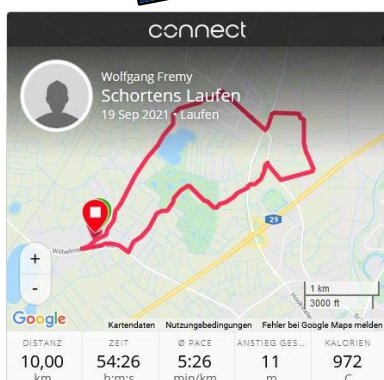 connect
Wolfgang Fremy
Schortens Laufen
19 Sep 2021 • Laufen
29
Wilhelms
+
-
1 km
3000 ft
Google
Kartendaten Nutzungsbedingungen Fehler bei Google Maps melden
DISTANZ ZEIT Ø PACE ANSTIEG GES... KALORIEN
10,00 54:26 5:26 11 972
km h:m:s min/km m C